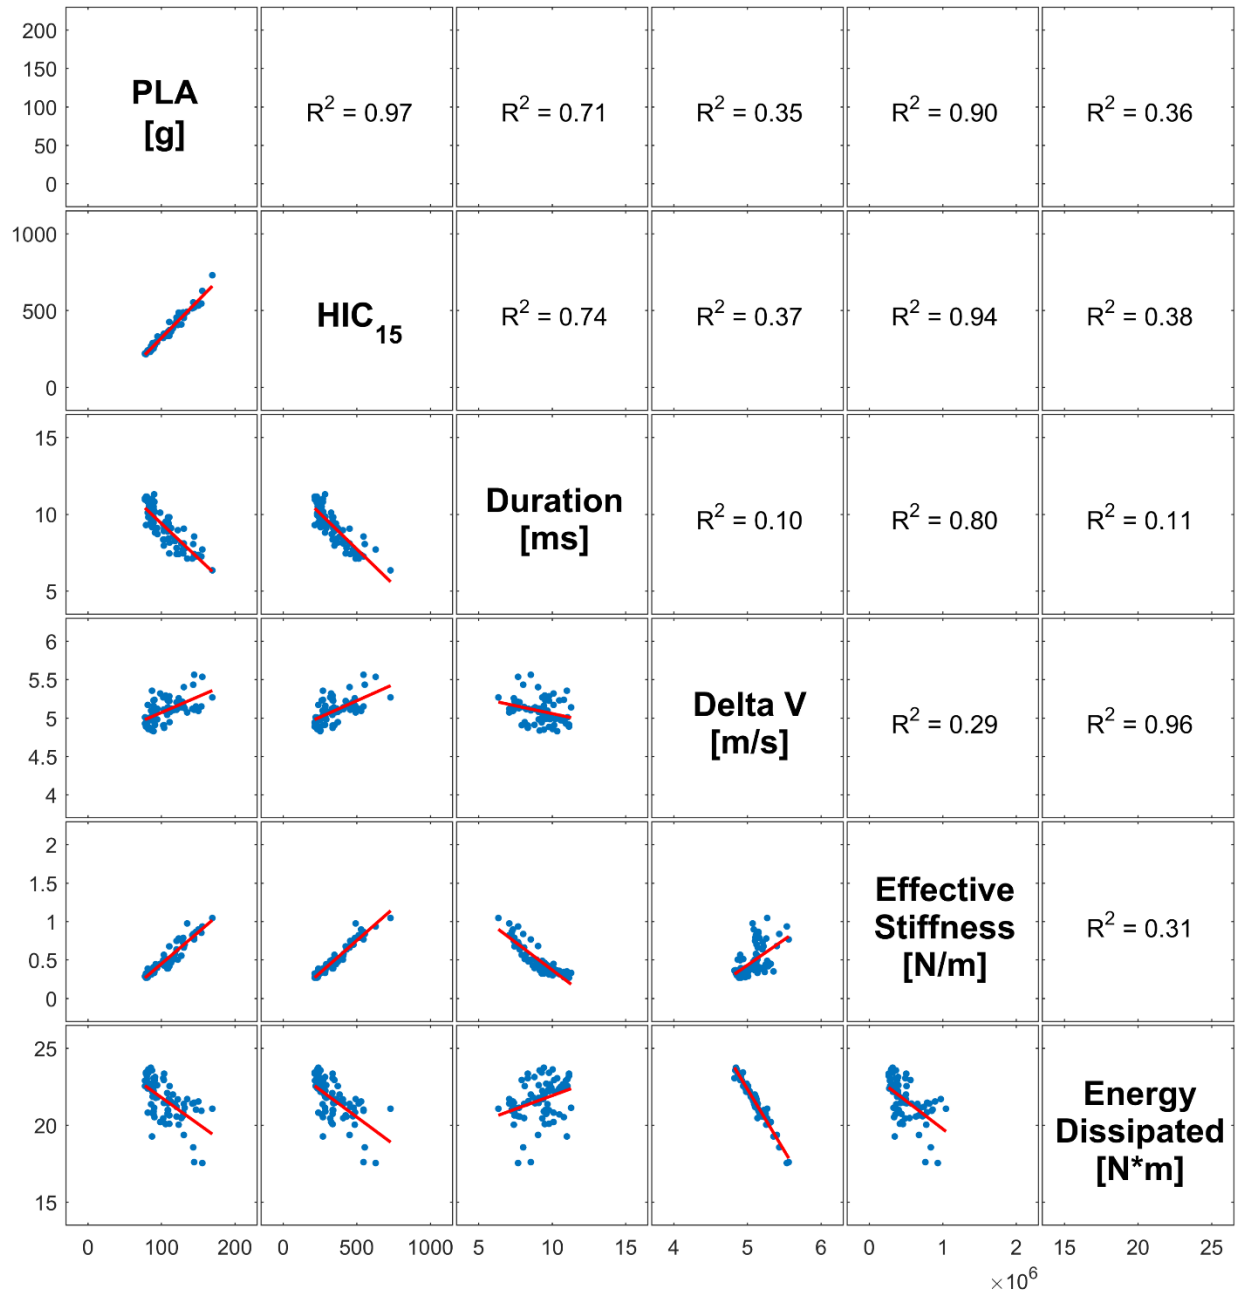 200
150
100
50
0
PLA
[g]
R² = 0.97
R² = 0.71
R² = 0.35
R² = 0.90
R² = 0.36
1000
500
0
HIC₁₅
R² = 0.74
R² = 0.37
R² = 0.94
R² = 0.38
15
10
5
Duration
[ms]
R² = 0.10
R² = 0.80
R² = 0.11
6
5.5
5
4.5
4
Delta V
[m/s]
R² = 0.29
R² = 0.96
2
1.5
1
0.5
0
Effective
Stiffness
[N/m]
R² = 0.31
25
20
15
Energy
Dissipated
[N*m]
0 100 200 0 500 1000 5 10 15 4 5 6 0 1 2 15 20 25
×10⁶